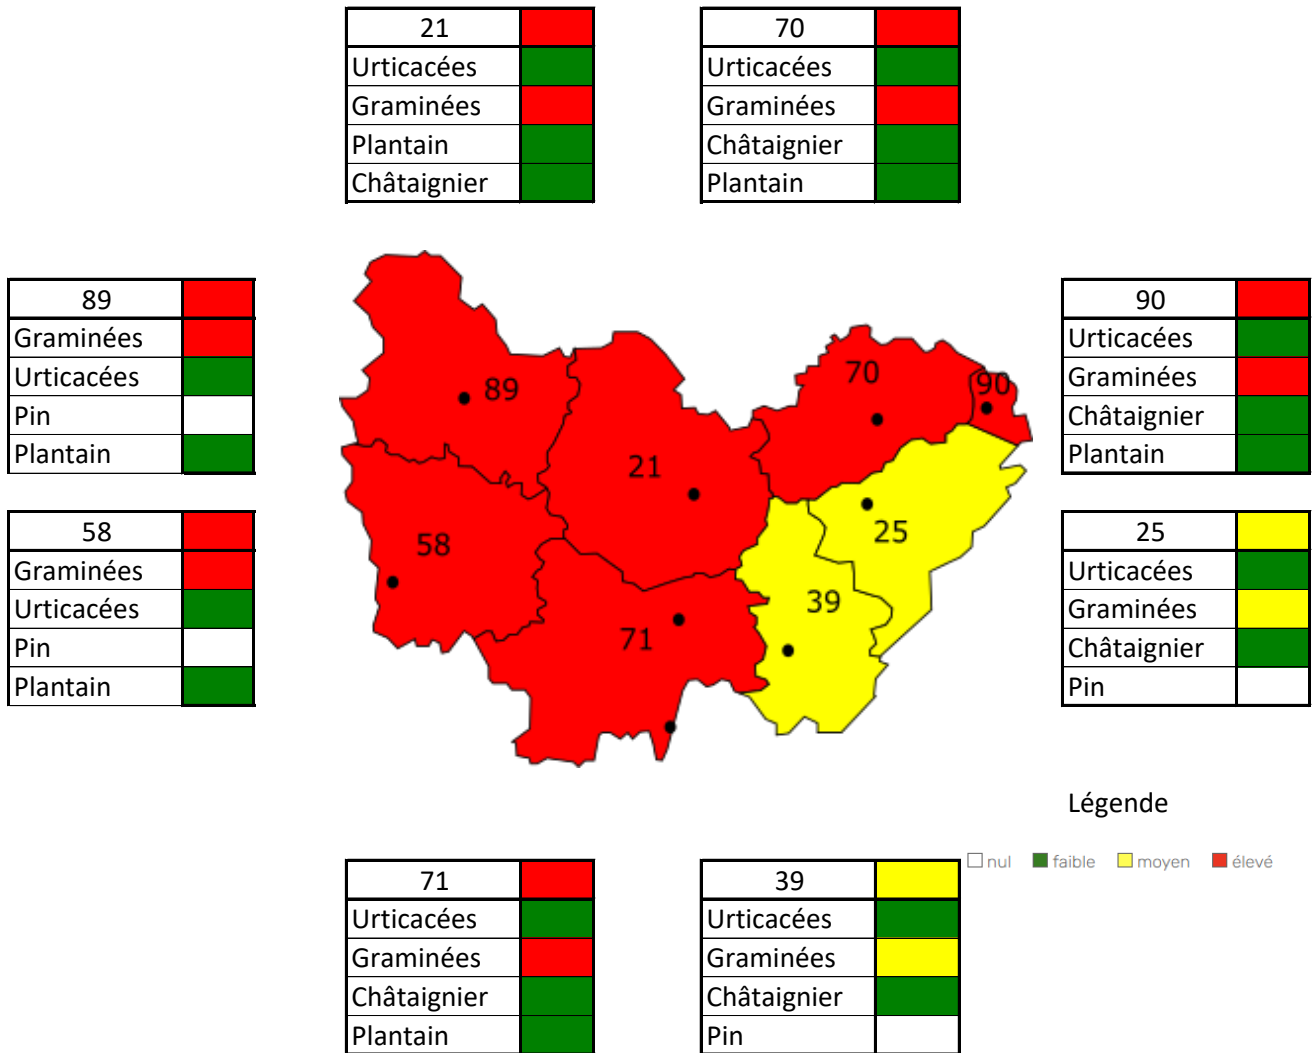 21
Urticacées
Graminées
Plantain
Châtaignier
70
Urticacées
Graminées
Châtaignier
Plantain
89
Graminées
Urticacées
Pin
Plantain
58
Graminées
Urticacées
Pin
Plantain
89
21
70
90
58
25
39
71
90
Urticacées
Graminées
Châtaignier
Plantain
25
Urticacées
Graminées
Châtaignier
Pin
Légende
nul faible moyen élevé
71
Urticacées
Graminées
Châtaignier
Plantain
39
Urticacées
Graminées
Châtaignier
Pin